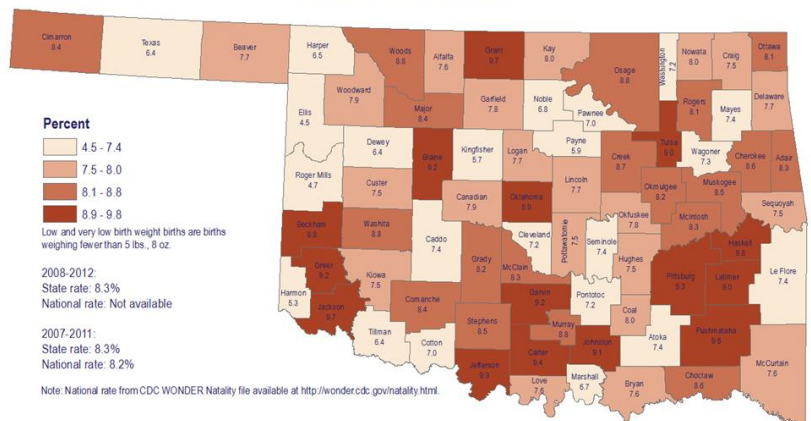 Cimarron
8.4
Texas
6.4
Beaver
7.7
Harper
6.5
Woods
8.8
Alfalfa
7.6
Grant
9.7
Kay
8.0
Osage
8.8
Washington
7.2
Nowata
8.0
Craig
7.5
Ottawa
8.1
Ellis
4.5
Woodward
7.9
Major
8.4
Garfield
7.8
Noble
6.8
Pawnee
7.0
Rogers
8.1
Mayes
7.4
Delaware
7.7
Percent
4.5 - 7.4
7.5 - 8.0
8.1 - 8.8
8.9 - 9.8
Dewey
6.4
Blaine
9.2
Kingfisher
5.7
Logan
7.7
Payne
5.9
Creek
8.7
Tulsa
9.0
Wagoner
7.3
Cherokee
8.6
Adair
8.3
Roger Mills
4.7
Custer
7.5
Canadian
7.9
Oklahoma
8.9
Lincoln
7.7
Okmulgee
8.2
Muskogee
8.5
Sequoyah
7.5
Low and very low birth weight births are births
weighing fewer than 5 lbs., 8 oz.
Beckham
Washita
8.8
Caddo
7.4
Grady
8.2
McClain
8.3
Cleveland
7.2
Pottawatomie
7.5
Seminole
7.4
Okfuskee
7.8
Hughes
7.5
McIntosh
8.3
Haskell
Pittsburg
9.3
Latimer
9.0
Le Flore
7.4
2008-2012:
State rate: 8.3%
National rate: Not available
Harmon
5.3
Greer
9.2
Jackson
9.7
Kiowa
7.5
Comanche
8.4
Stephens
8.5
Garvin
9.2
Murray
8.8
Pontotoc
7.2
Coal
8.0
Atoka
7.4
Pushmataha
2007-2011:
State rate: 8.3%
National rate: 8.2%
Tillman
6.4
Cotton
7.0
Jefferson
9.3
Carter
9.4
Love
7.6
Johnston
9.1
Marshall
6.7
Bryan
7.6
Choctaw
8.6
McCurtain
7.6
Note: National rate from CDC WONDER Natality file available at http://wonder.cdc.gov/natality.html.